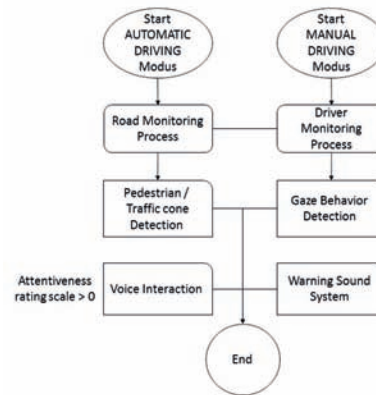 Start
AUTOMATIC
DRIVING
Modus
Start
MANUAL
DRIVING
Modus
Road Monitoring
Process
Driver
Monitoring
Process
Pedestrian /
Traffic cone
Detection
Gaze Behavior
Detection
Attentiveness
rating scale > 0
Voice Interaction
Warning Sound
System
End